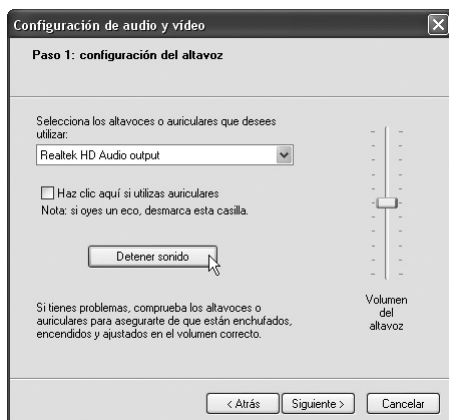 Configuración de audio y vídeo
Paso 1: configuración del altavoz
Selecciona los altavoces o auriculares que desees
utilizar:
Realtek HD Audio output
Haz clic aquí si utilizas auriculares
Nota: si oyes un eco, desmarca esta casilla.
Detener sonido
Si tienes problemas, comprueba los altavoces o
auriculares para asegurarte de que están enchufados,
encendidos y ajustados en el volumen correcto.
Volumen
del
altavoz
< Atrás
Siguiente >
Cancelar